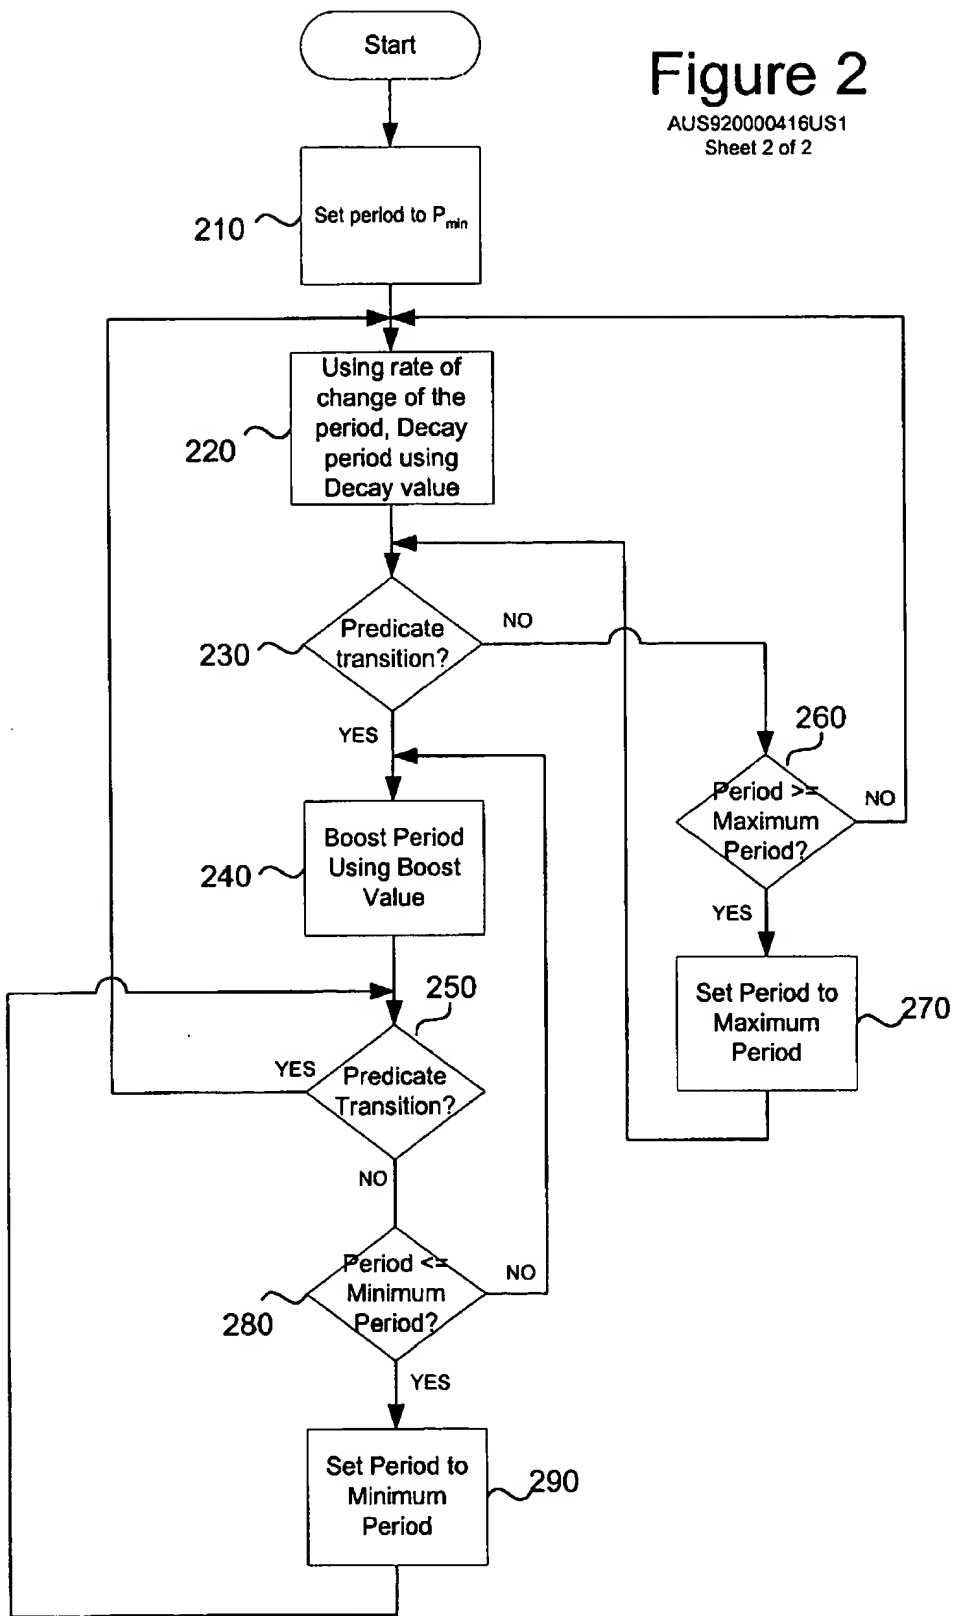 Start
Figure 2
AUS920000416US1
Sheet 2 of 2
Set period to Pmin
210
Using rate of
change of the
period, Decay
period using
Decay value
220
Predicate
transition?
230
NO
YES
260
Period >=
Maximum
Period?
NO
YES
Boost Period
Using Boost
Value
240
Set Period to
Maximum
Period
270
250
YES
Predicate
Transition?
NO
Period <=
Minimum
Period?
280
NO
YES
Set Period to
Minimum
Period
290